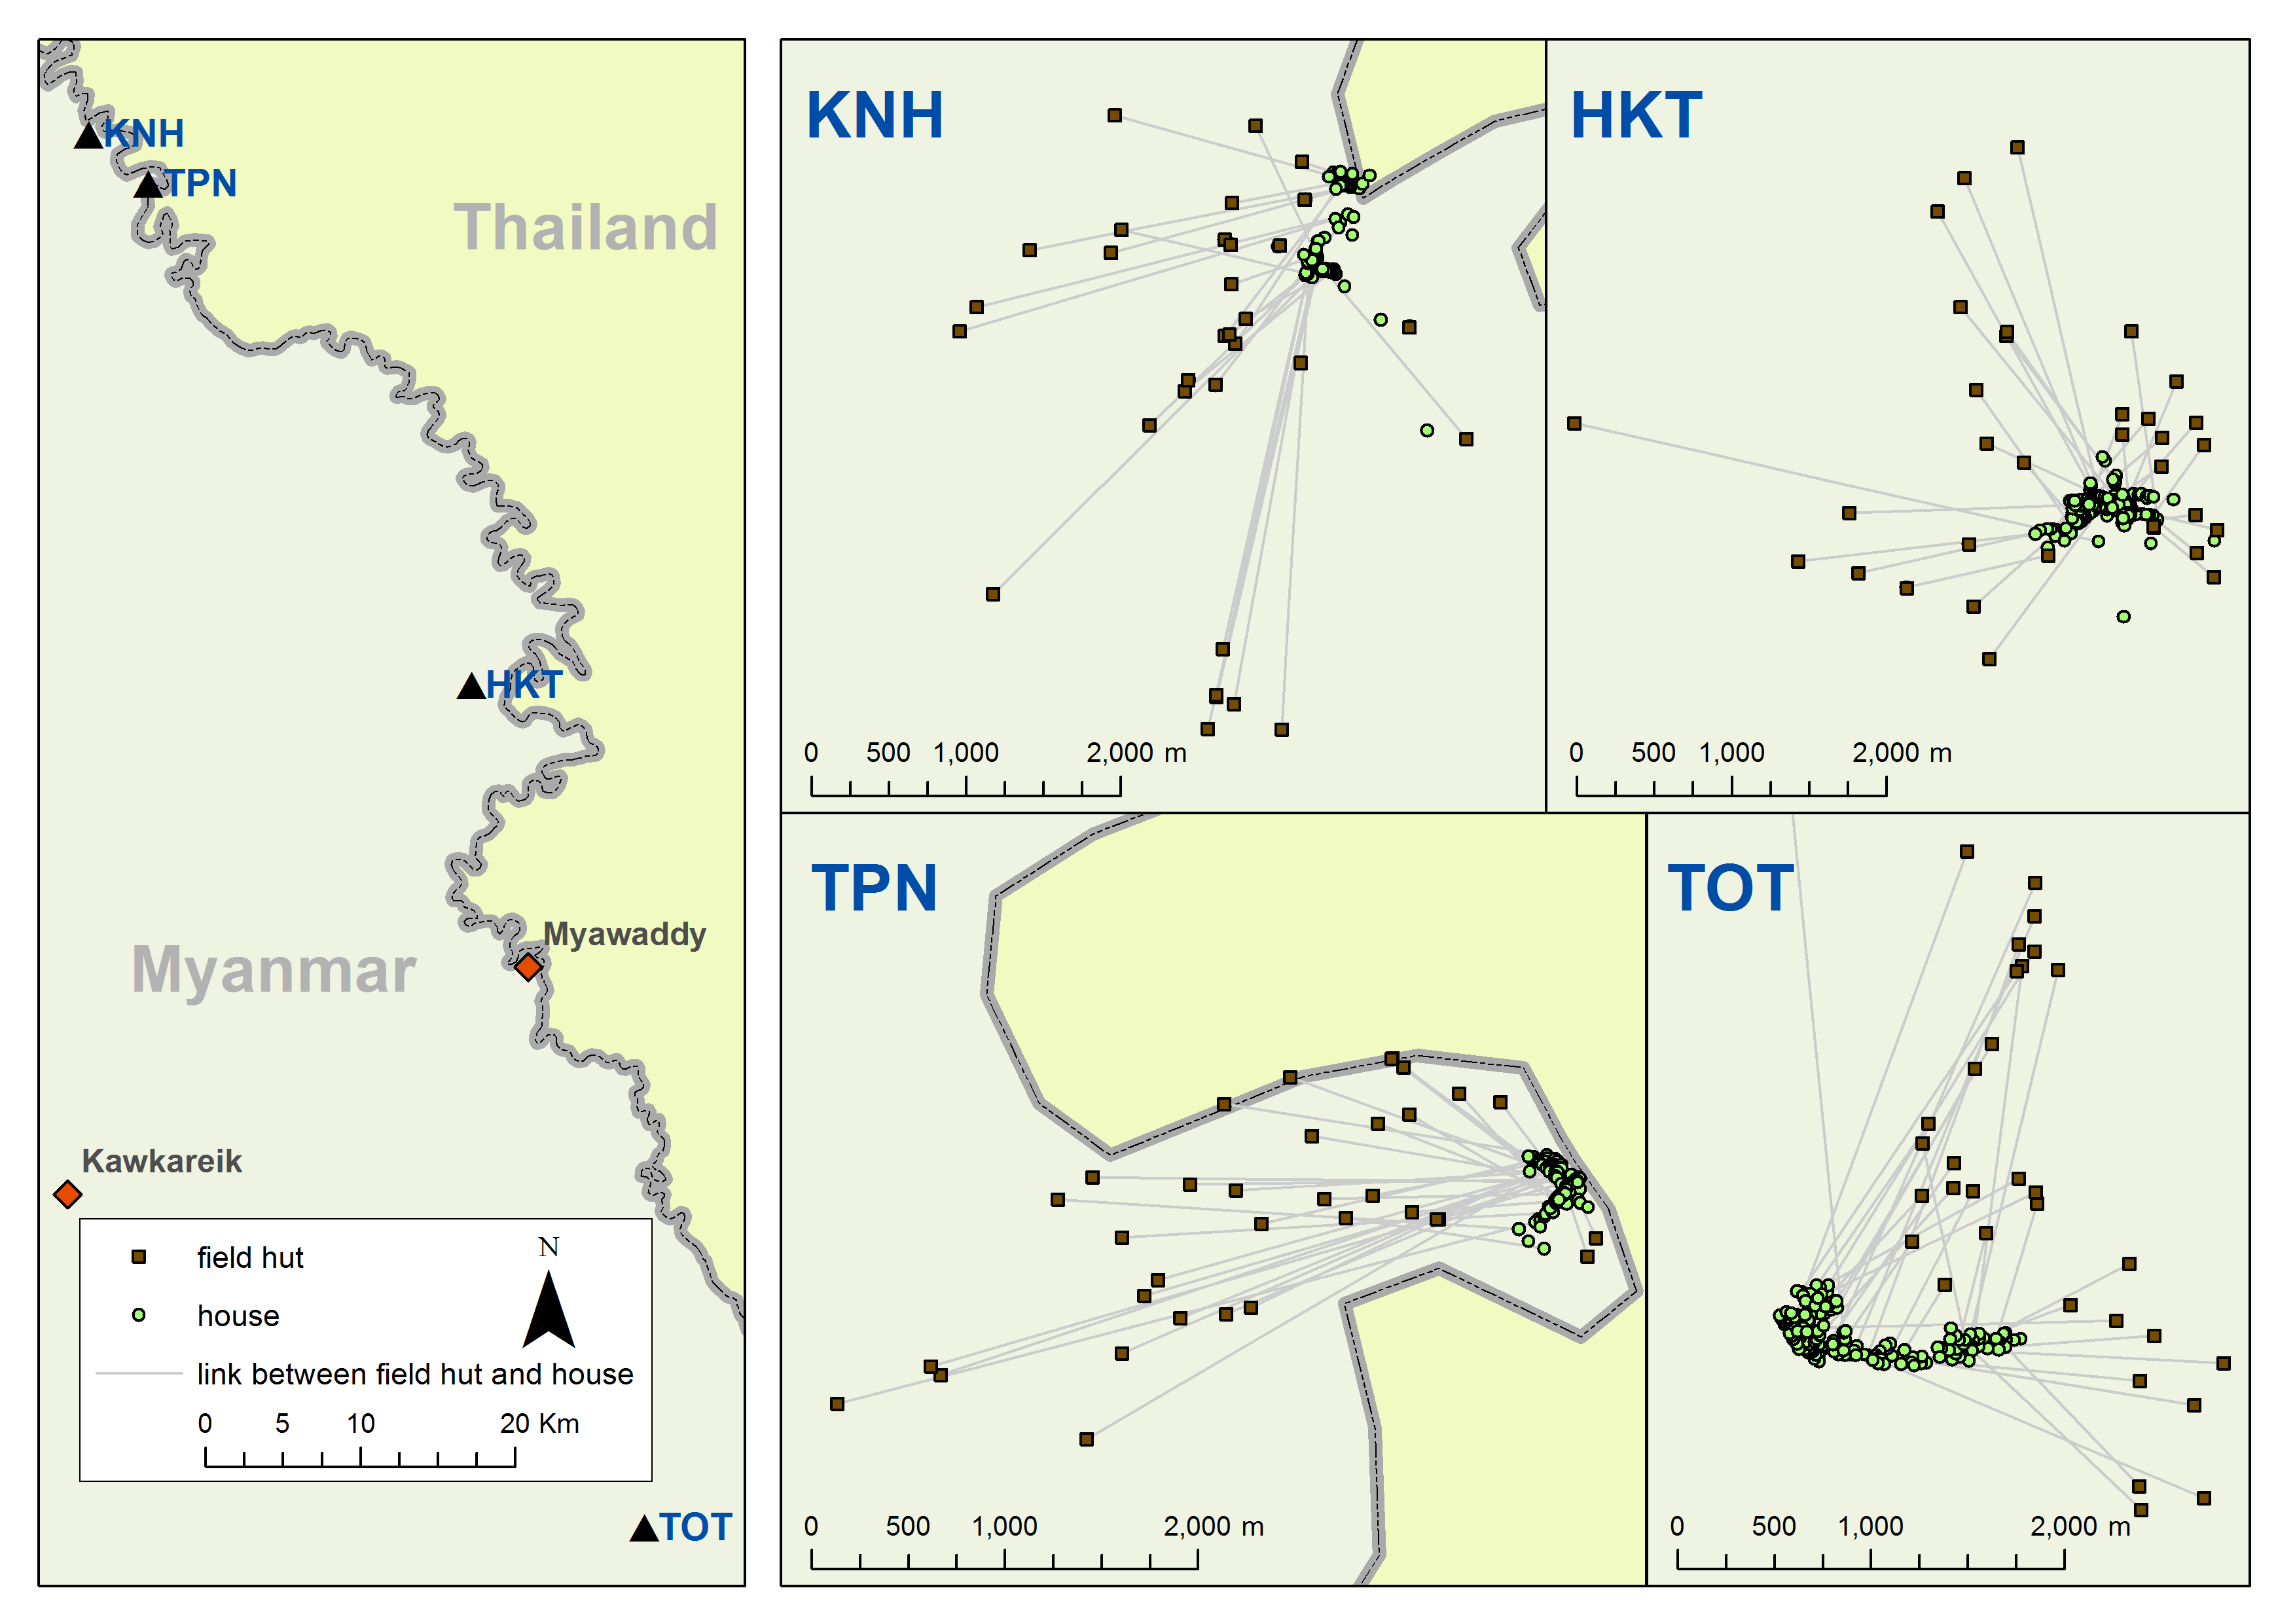 KNH
TPN
Thailand
HKT
Myawaddy
Myanmar
Kawkareik
field hut
N
house
link between field hut and house
0 5 10 20 Km
TOT
KNH
0 500 1,000 2,000 m
HKT
0 500 1,000 2,000 m
TPN
0 500 1,000 2,000 m
TOT
0 500 1,000 2,000 m